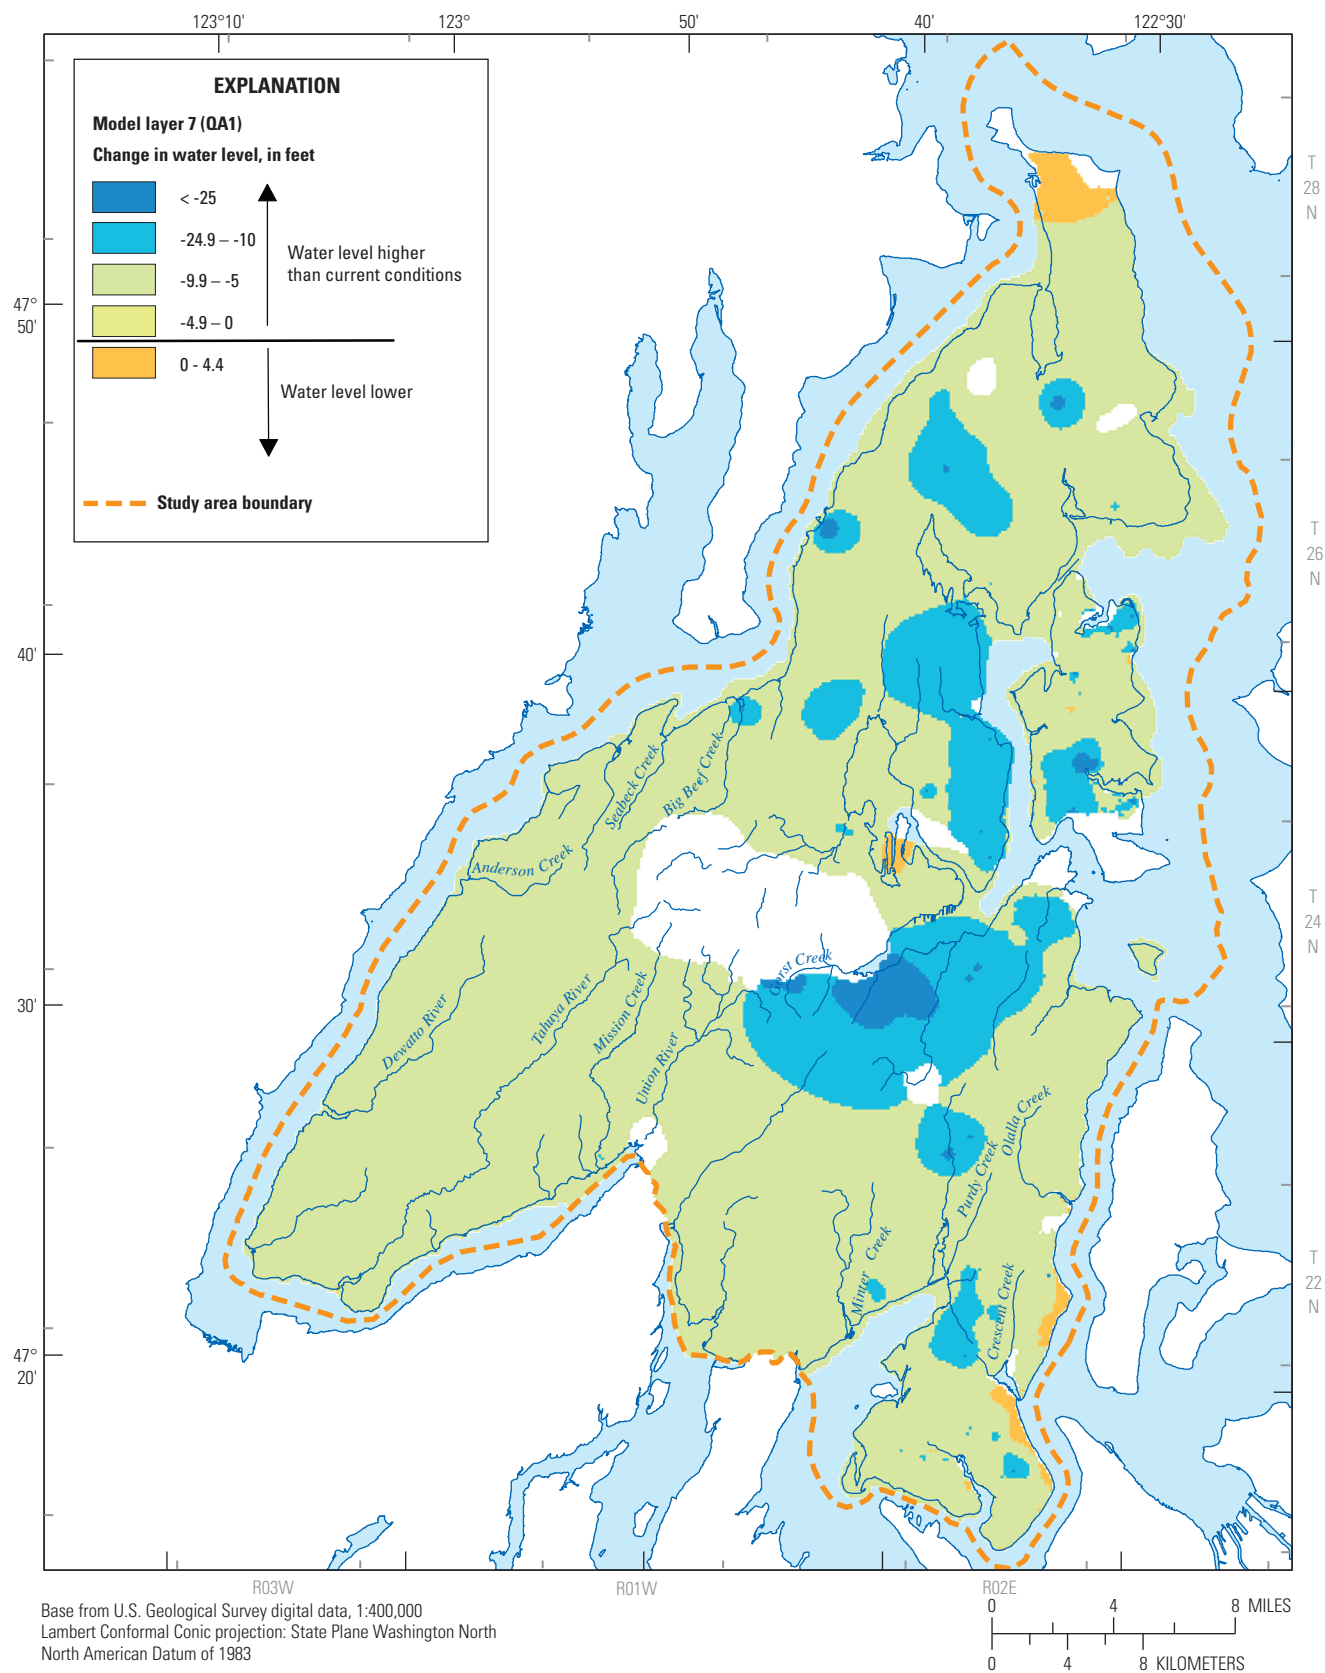 123°10'
123°
50'
40'
122°30'
EXPLANATION
Model layer 7 (QA1)
Change in water level, in feet
< -25
-24.9 – -10
-9.9 – -5
-4.9 – 0
0 - 4.4
Water level higher
than current conditions
Water level lower
Study area boundary
T
28
N
47°
50'
T
26
N
40'
Seabeck Creek
Big Beef Creek
Anderson Creek
T
24
N
Gorst Creek
30'
Dewatto River
Tahuya River
Mission Creek
Union River
Olalla Creek
Purdy Creek
Minter Creek
Crescent Creek
T
22
N
47°
20'
R03W
R01W
R02E
Base from U.S. Geological Survey digital data, 1:400,000
Lambert Conformal Conic projection: State Plane Washington North
North American Datum of 1983
0 4 8 MILES
0 4 8 KILOMETERS